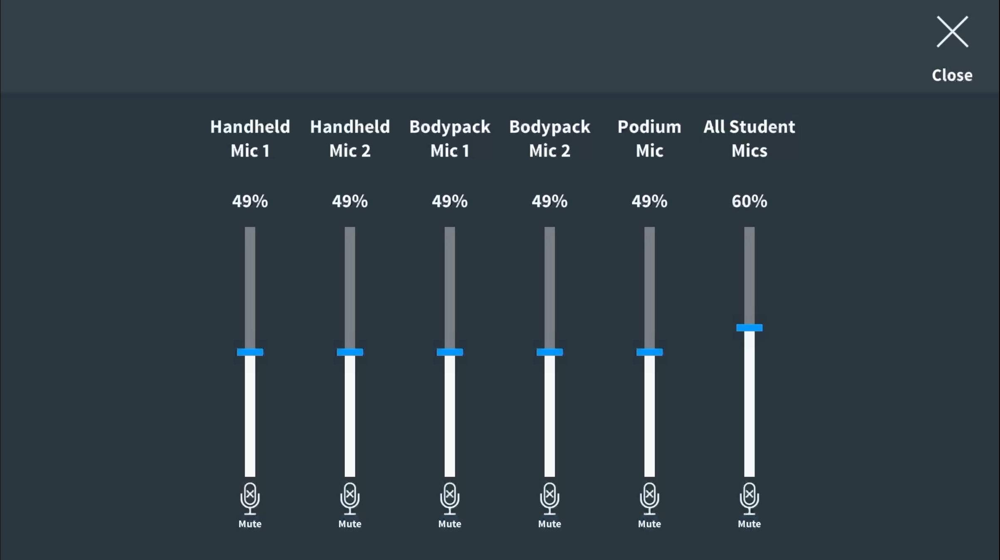 Close
Handheld Mic 1
Handheld Mic 2
Bodypack Mic 1
Bodypack Mic 2
Podium Mic
All Student Mics
49%
49%
49%
49%
49%
60%
Mute
Mute
Mute
Mute
Mute
Mute